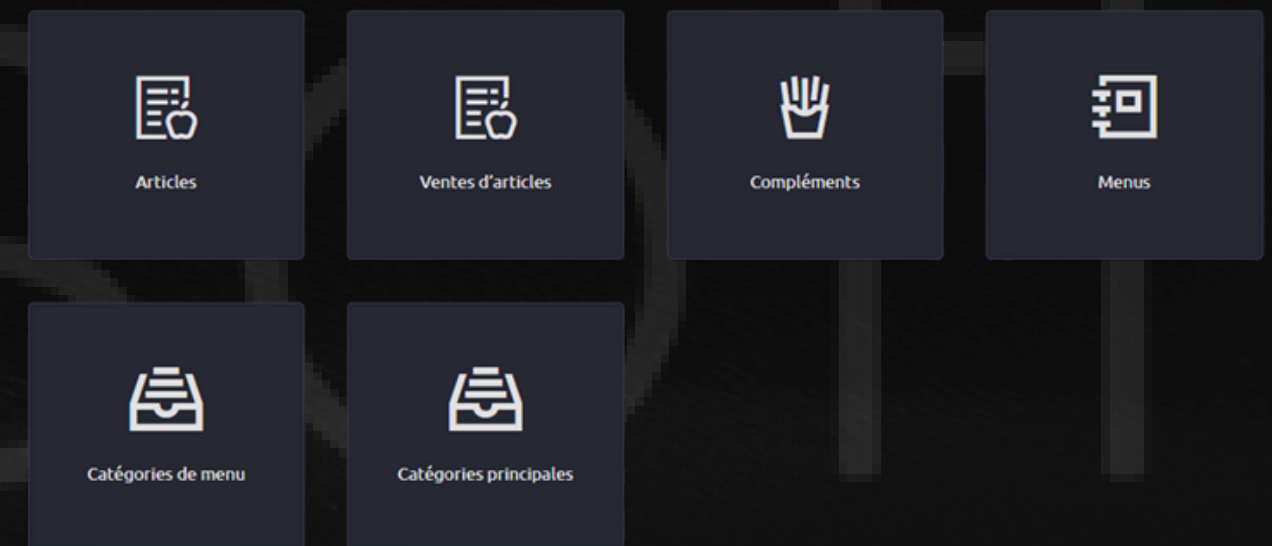 Articles
Ventes d'articles
Compléments
Menus
Catégories de menu
Catégories principales